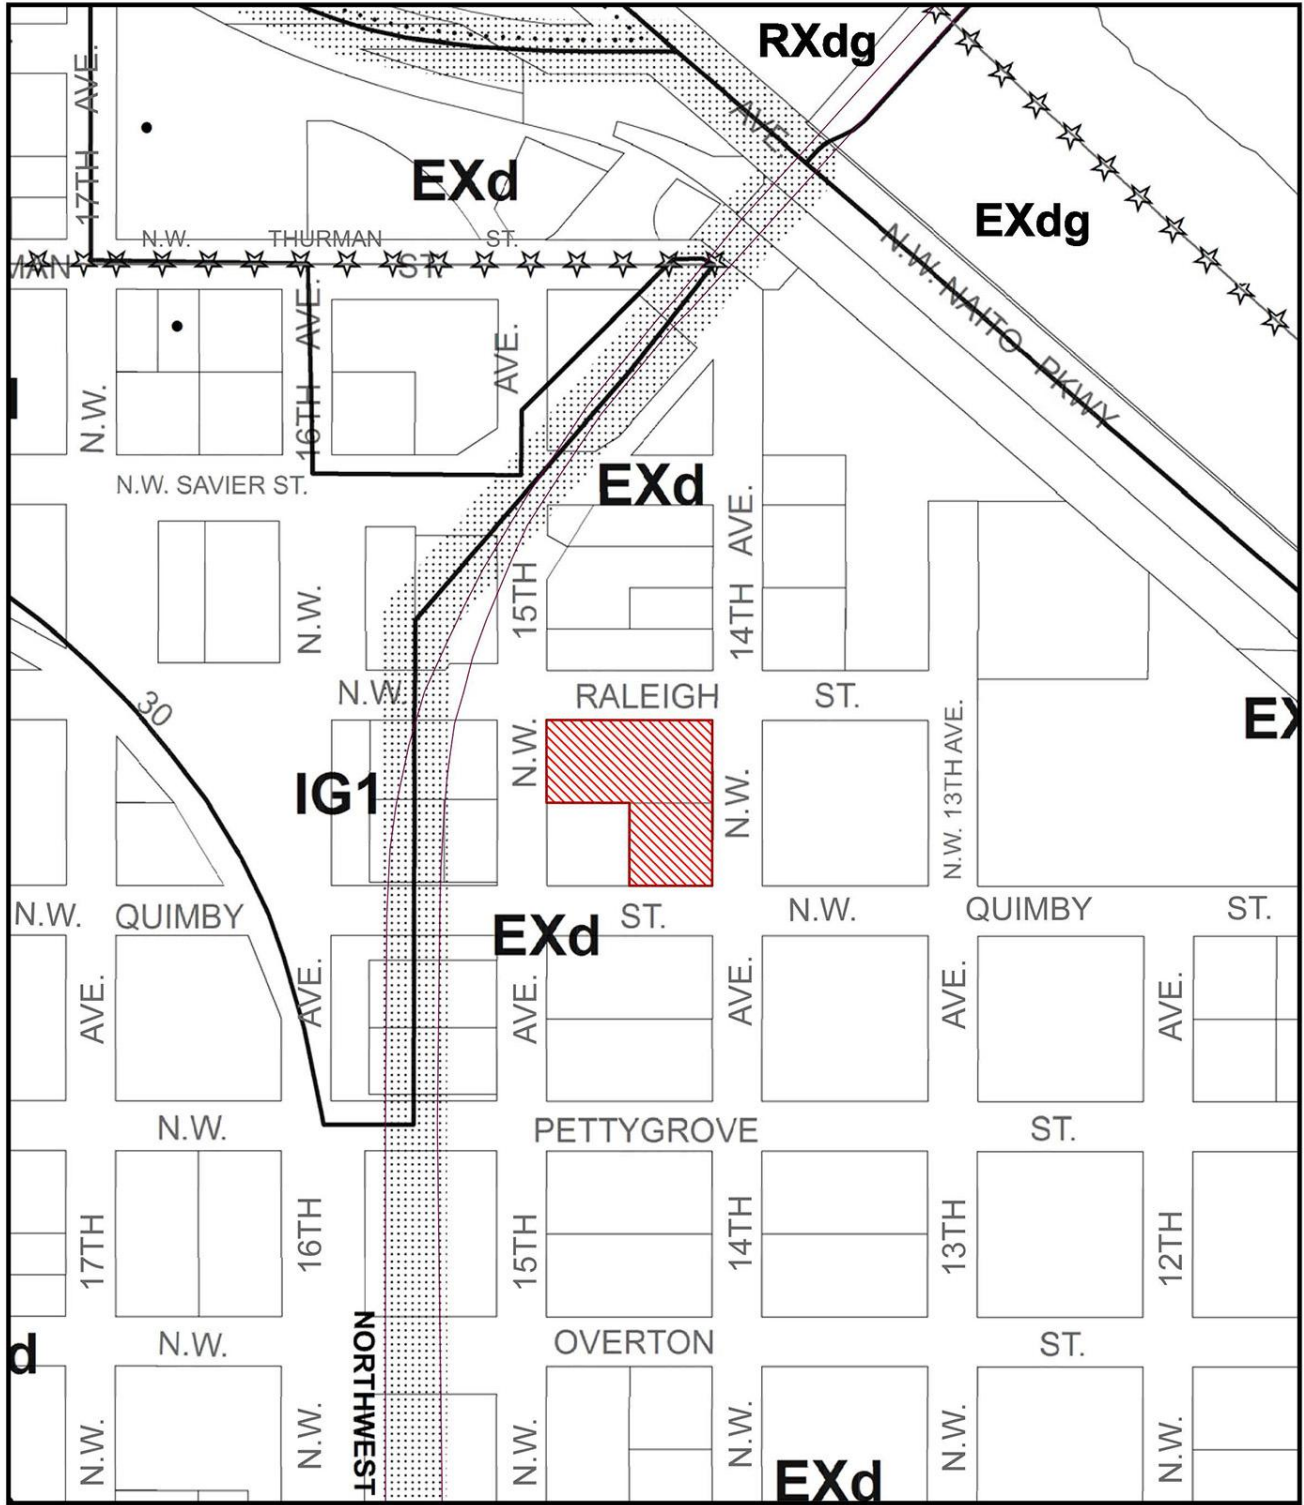 RXdg
17TH AVE.
AVE.
EXd
EXdg
N.W. THURMAN ST.
ST.
N.W. NAITO PKWY
16TH AVE.
AVE.
N.W.
N.W. SAVIER ST.
EXd
14TH AVE.
15TH
N.W.
30
N.W. RALEIGH ST.
N.W.
N.W.
N.W. 13TH AVE.
IG1
N.W. QUIMBY ST. N.W. QUIMBY ST.
EXd
AVE.
AVE.
AVE.
AVE.
AVE.
AVE.
N.W. PETTYGROVE ST.
17TH
16TH
15TH
14TH
13TH
12TH
N.W. OVERTON ST.
NORTHWEST
N.W.
N.W.
N.W.
N.W.
N.W.
N.W.
EXd